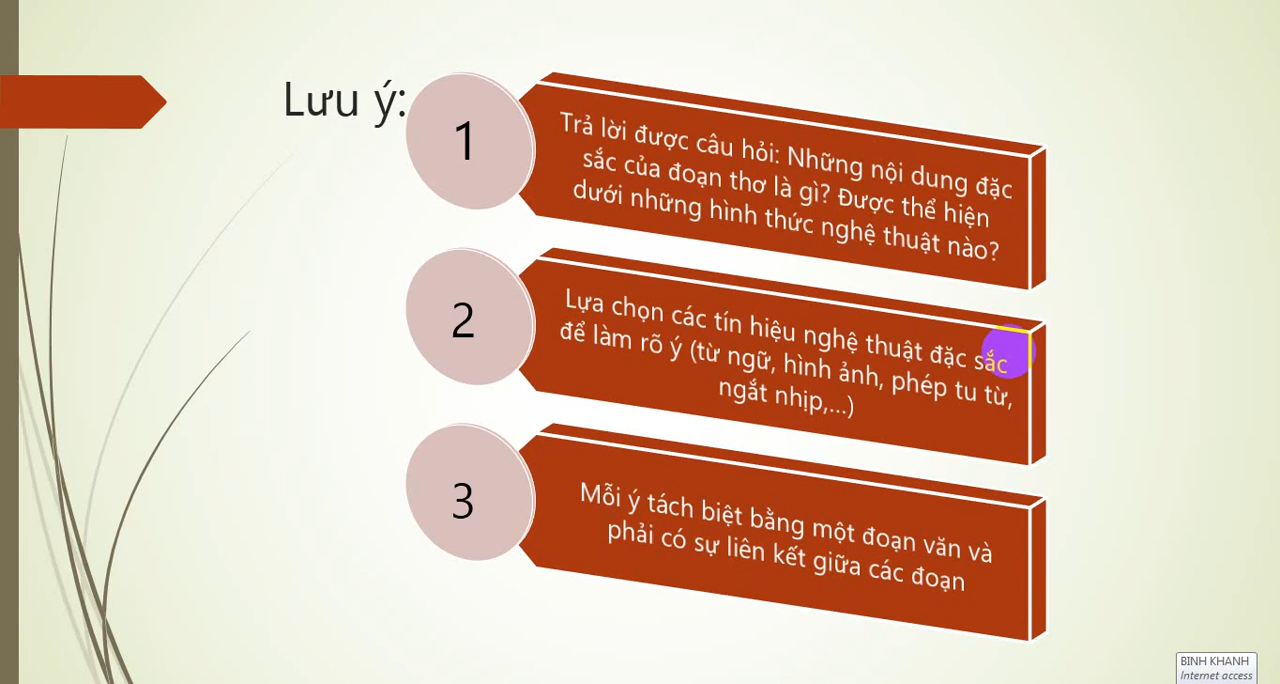 Lưu ý:
1
Trả lời được câu hỏi: Những nội dung đặc
sắc của đoạn thơ là gì? Được thể hiện
dưới những hình thức nghệ thuật nào?
2
Lựa chọn các tín hiệu nghệ thuật đặc sắc
để làm rõ ý (từ ngữ, hình ảnh, phép tu từ,
ngắt nhịp,...)
3
Mỗi ý tách biệt bằng một đoạn văn và
phải có sự liên kết giữa các đoạn
BINH KHANH
Internet access